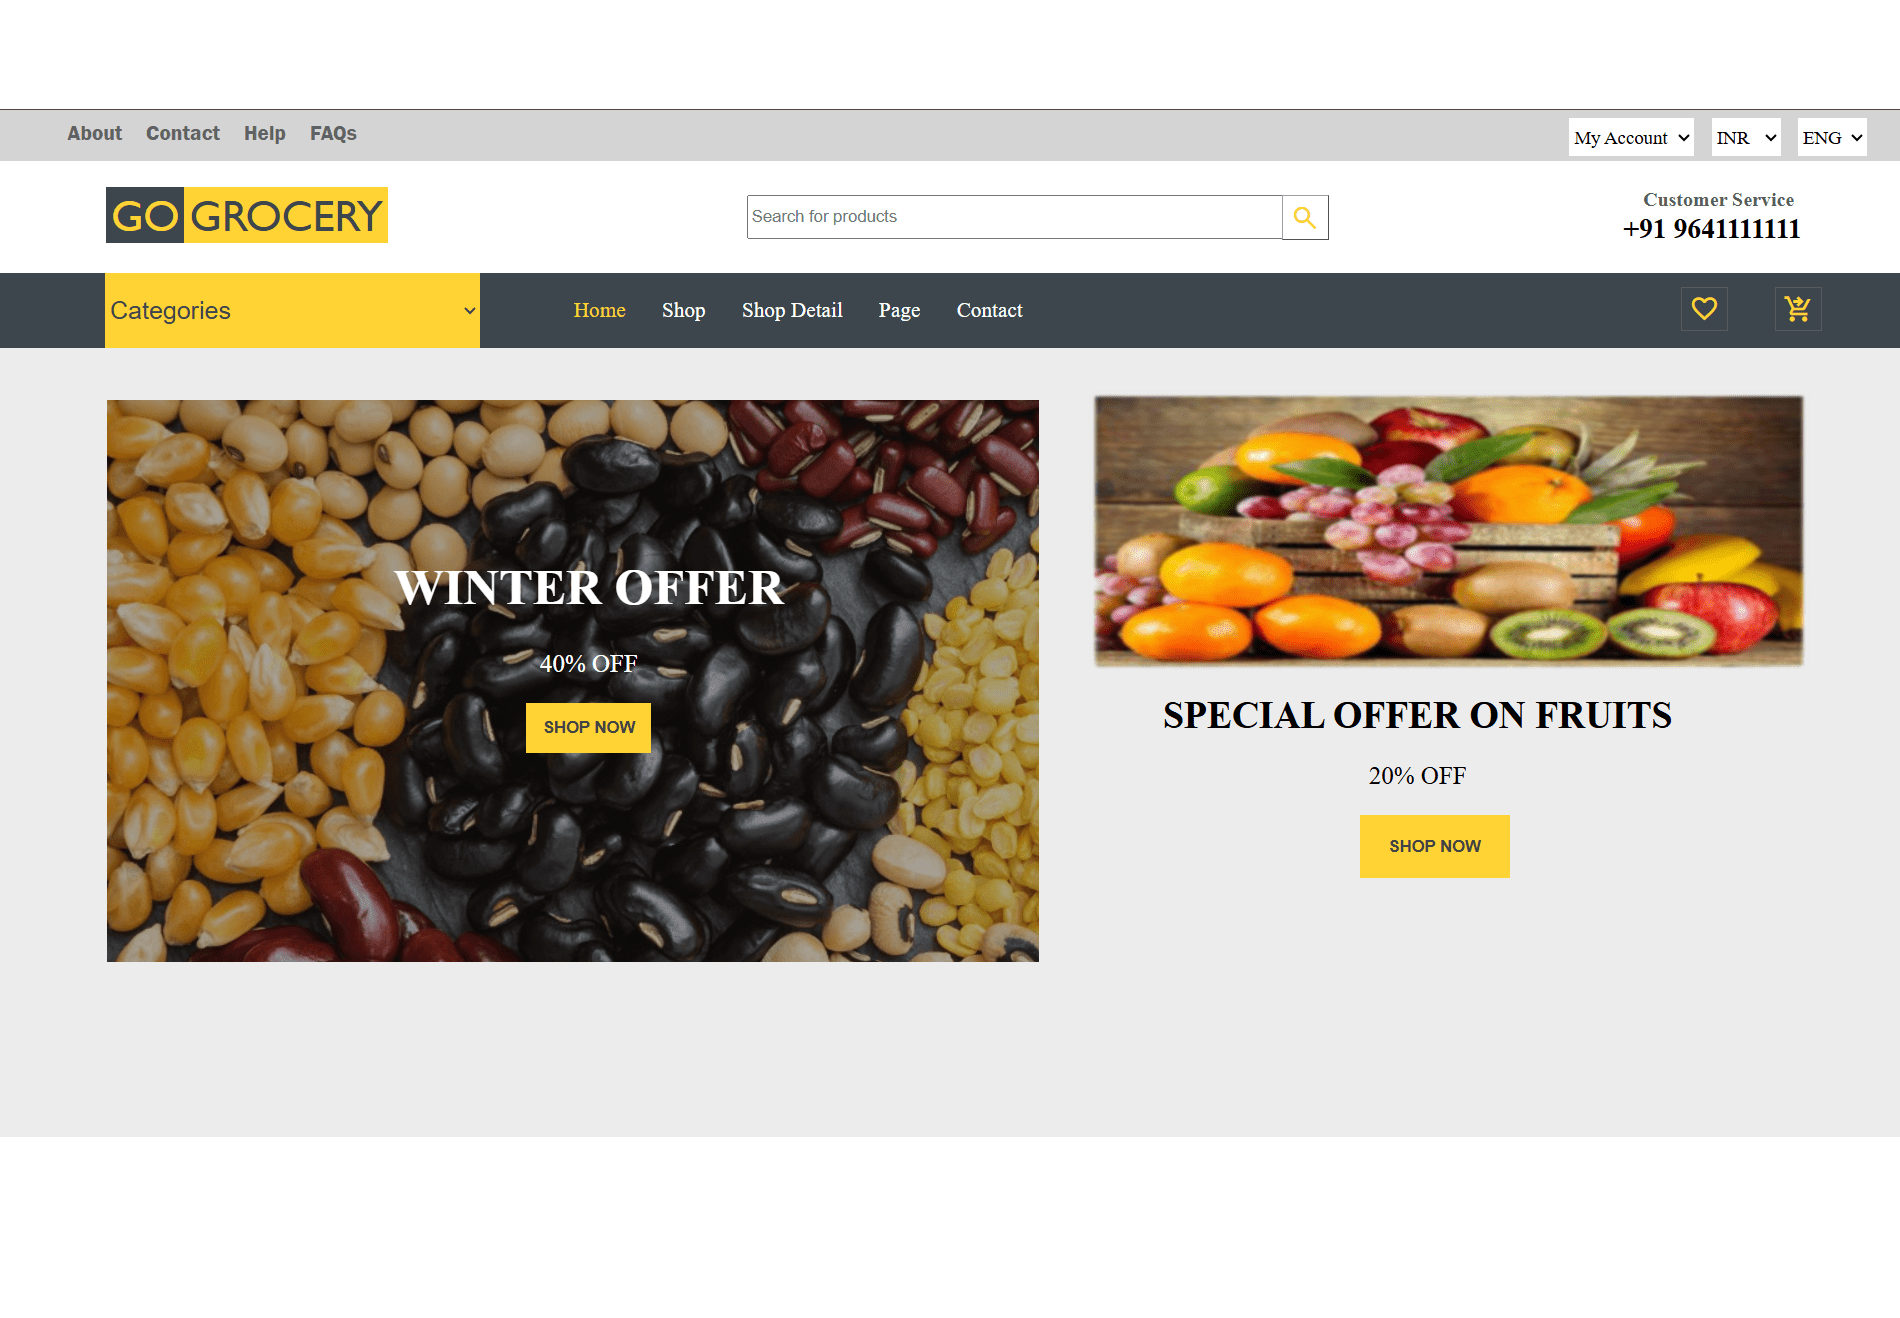 About Contact Help FAQs My Account INR ENG
GO GROCERY
Search for products
Customer Service
+91 9641111111
Categories Home Shop Shop Detail Page Contact
WINTER OFFER
40% OFF
SHOP NOW
SPECIAL OFFER ON FRUITS
20% OFF
SHOP NOW